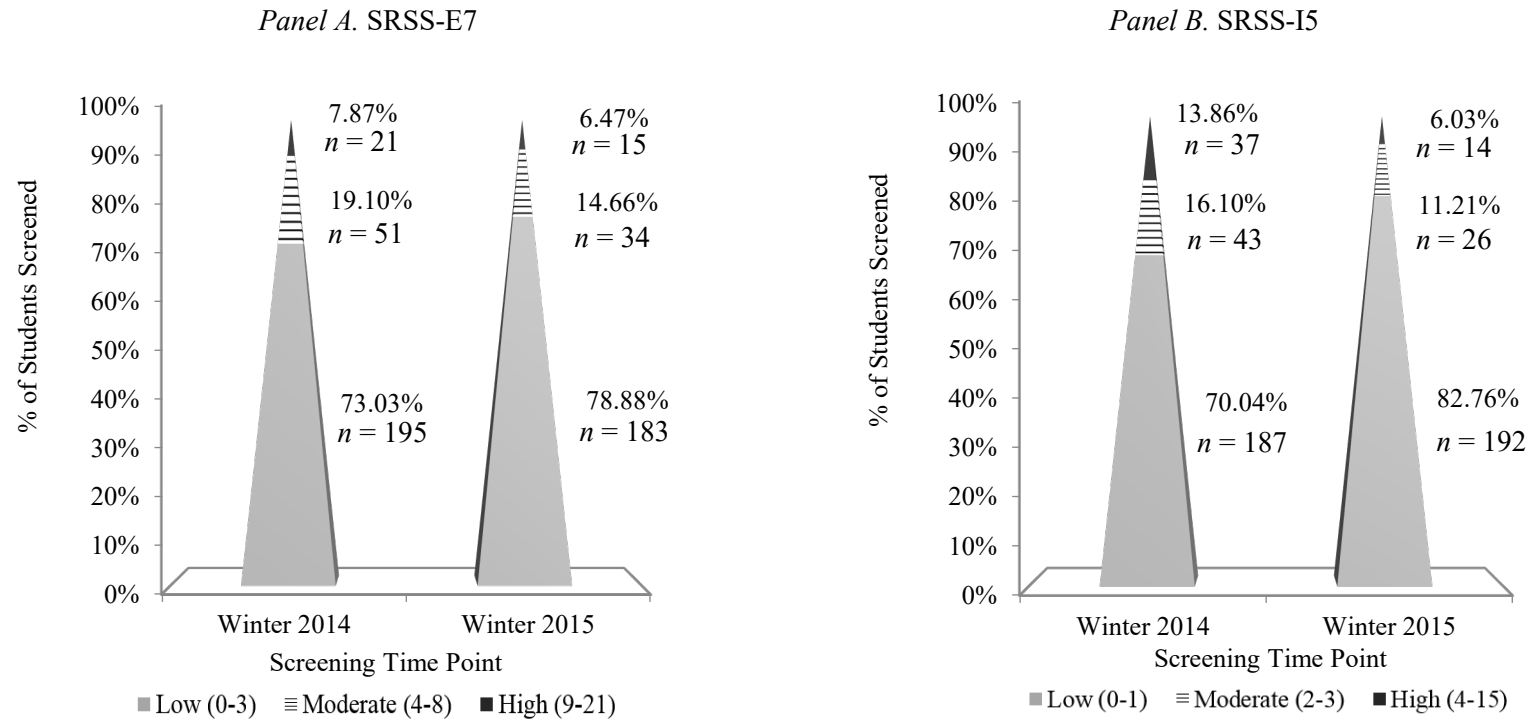 Panel A. SRSS-E7
% of Students Screened
100%
90%
80%
70%
60%
50%
40%
30%
20%
10%
0%
7.87%
n = 21
19.10%
n = 51
73.03%
n = 195
6.47%
n = 15
14.66%
n = 34
78.88%
n = 183
Winter 2014
Winter 2015
Screening Time Point
Low (0-3) Moderate (4-8) High (9-21)
Panel B. SRSS-I5
% of Students Screened
100%
90%
80%
70%
60%
50%
40%
30%
20%
10%
0%
13.86%
n = 37
16.10%
n = 43
70.04%
n = 187
6.03%
n = 14
11.21%
n = 26
82.76%
n = 192
Winter 2014
Winter 2015
Screening Time Point
Low (0-1) Moderate (2-3) High (4-15)